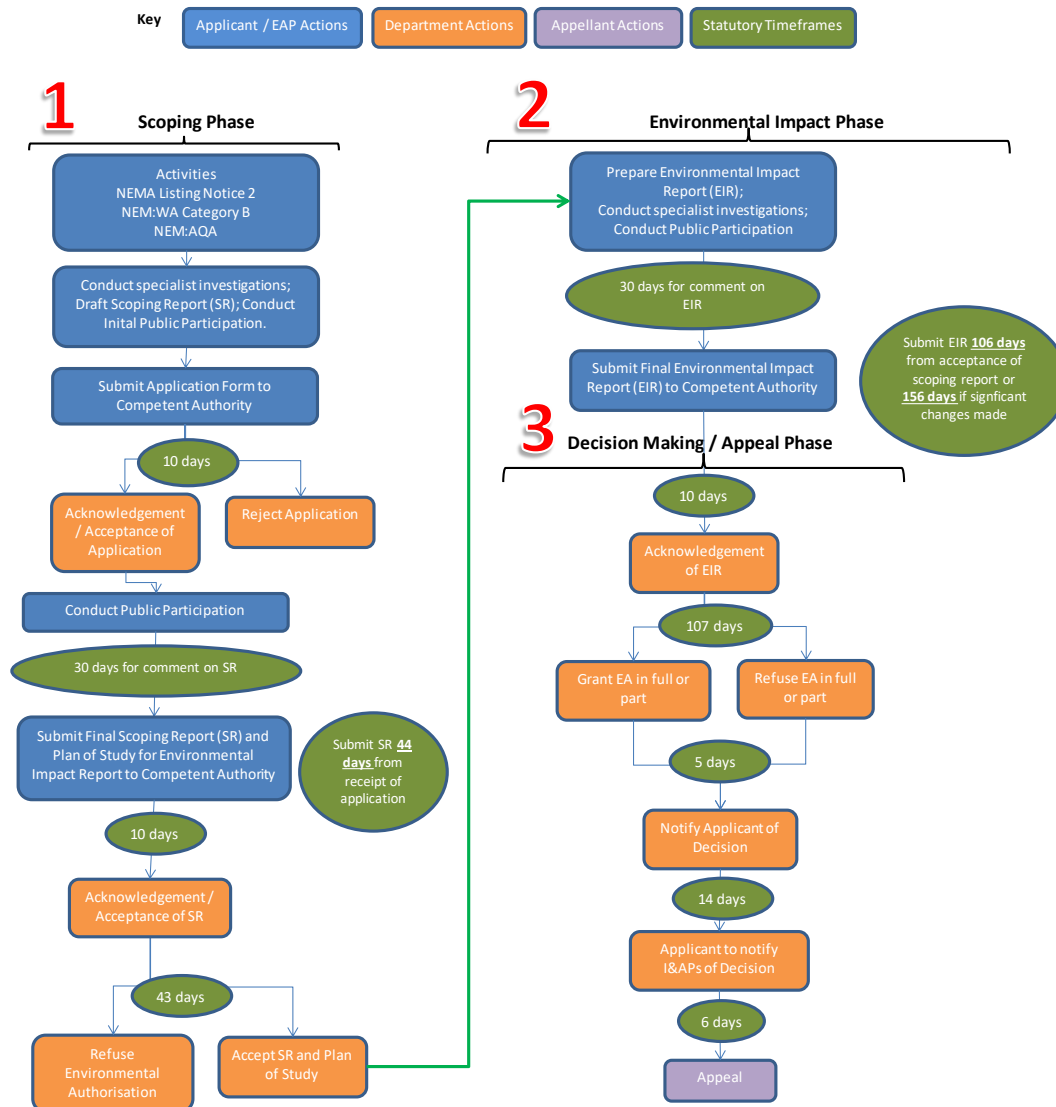 Key
Applicant / EAP Actions
Department Actions
Appellant Actions
Statutory Timeframes
1
Scoping Phase
Activities
NEMA Listing Notice 2
NEM:WA Category B
NEM:AQA
Conduct specialist investigations;
Draft Scoping Report (SR); Conduct
Inital Public Participation.
Submit Application Form to
Competent Authority
10 days
Acknowledgement
/ Acceptance of
Application
Reject Application
Conduct Public Participation
30 days for comment on SR
Submit Final Scoping Report (SR) and
Plan of Study for Environmental
Impact Report to Competent Authority
Submit SR 44
days from
receipt of
application
10 days
Acknowledgement /
Acceptance of SR
43 days
Refuse
Environmental
Authorisation
Accept SR and Plan
of Study
2
Environmental Impact Phase
Prepare Environmental Impact
Report (EIR);
Conduct specialist investigations;
Conduct Public Participation
30 days for comment on
EIR
Submit Final Environmental Impact
Report (EIR) to Competent Authority
Submit EIR 106 days
from acceptance of
scoping report or
156 days if signficant
changes made
3
Decision Making / Appeal Phase
10 days
Acknowledgement
of EIR
107 days
Grant EA in full or
part
Refuse EA in full
or part
5 days
Notify Applicant of
Decision
14 days
Applicant to notify
I&APs of Decision
6 days
Appeal